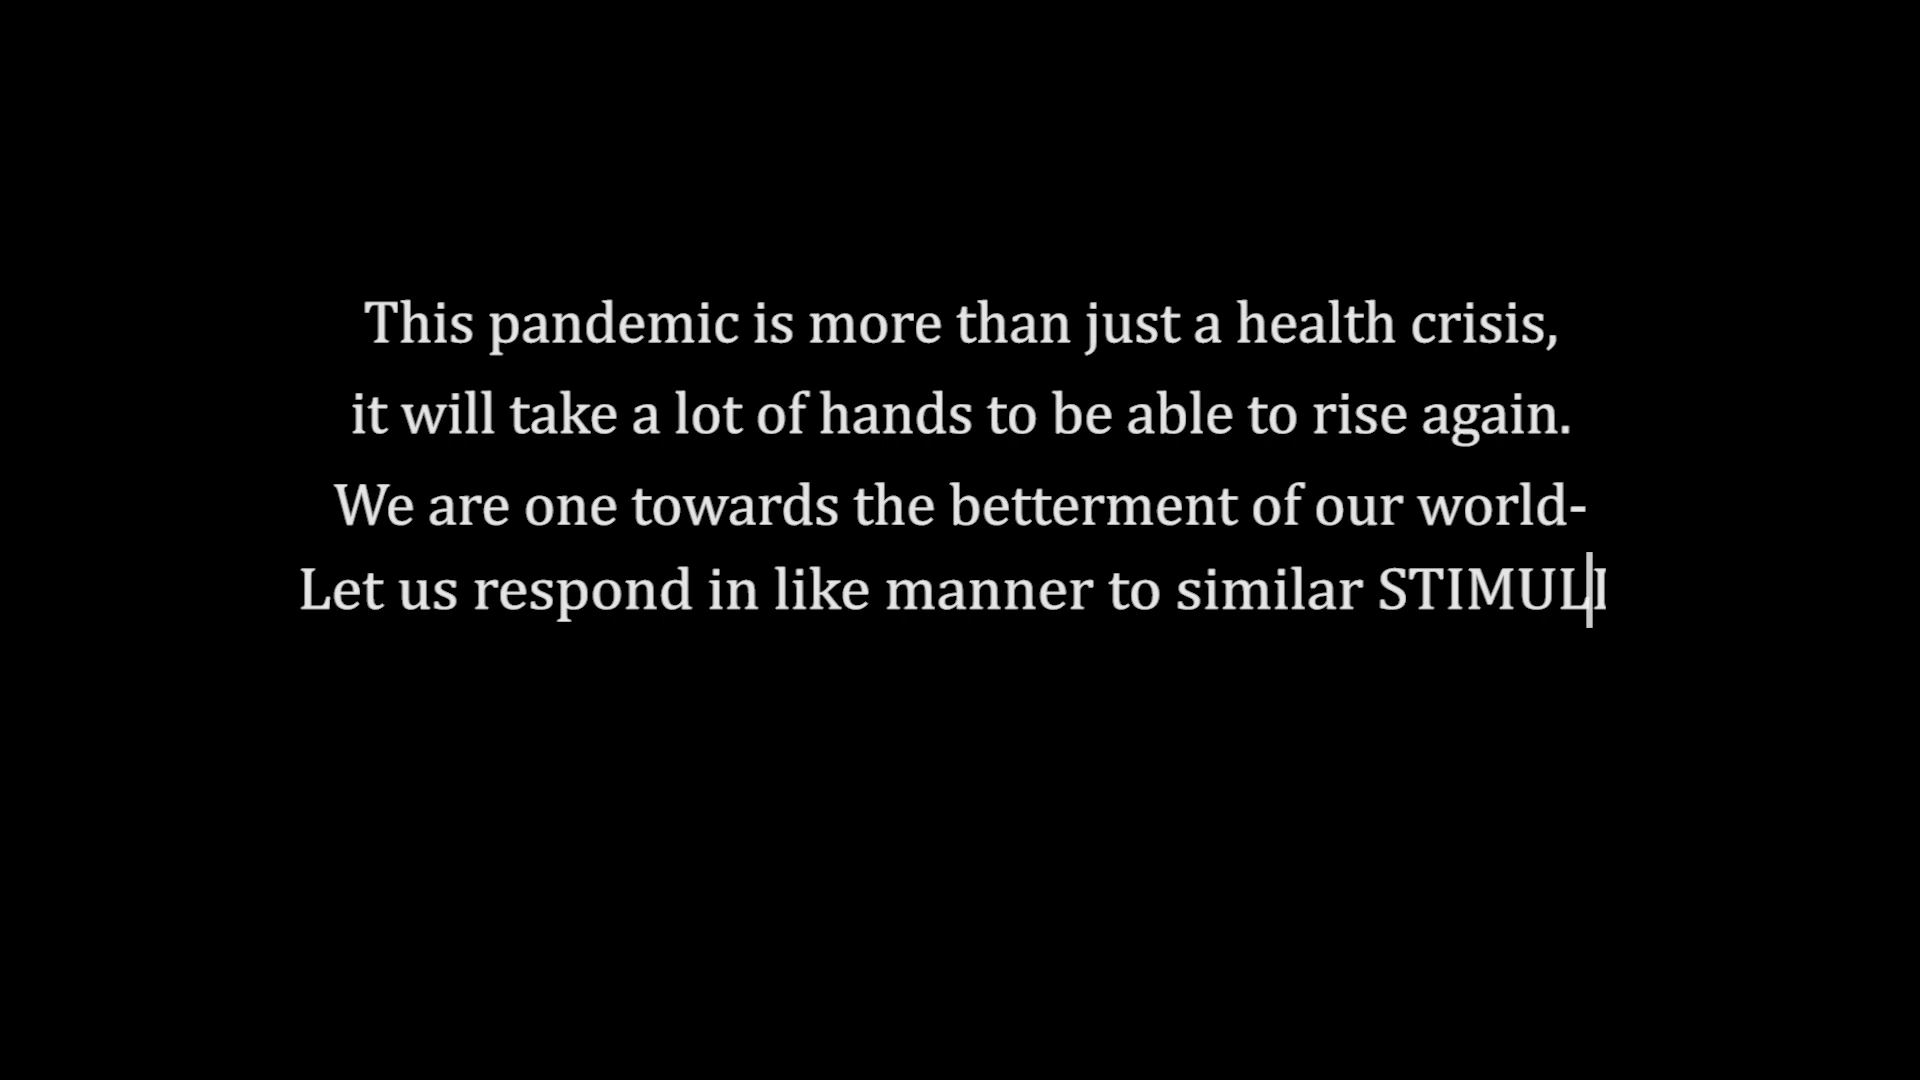 This pandemic is more than just a health crisis,
it will take a lot of hands to be able to rise again.
We are one towards the betterment of our world-
Let us respond in like manner to similar STIMULI